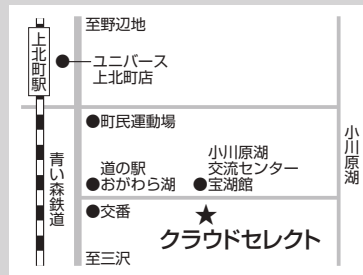 至野辺地
上北町駅
●ユニバース
上北町店
●町民運動場
小川原湖
青い森鉄道
道の駅
●おがわら湖
小川原湖
交流センター
●宝湖館
●交番
★
クラウドセレクト
至三沢